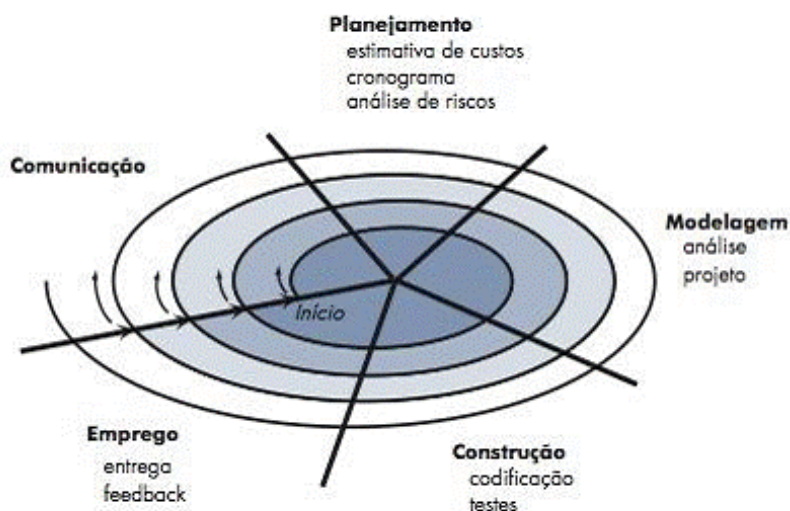 Planejamento
estimativa de custos
cronograma
análise de riscos
Comunicação
Modelagem
análise
projeto
Início
Emprego
entrega
feedback
Construção
codificação
testes